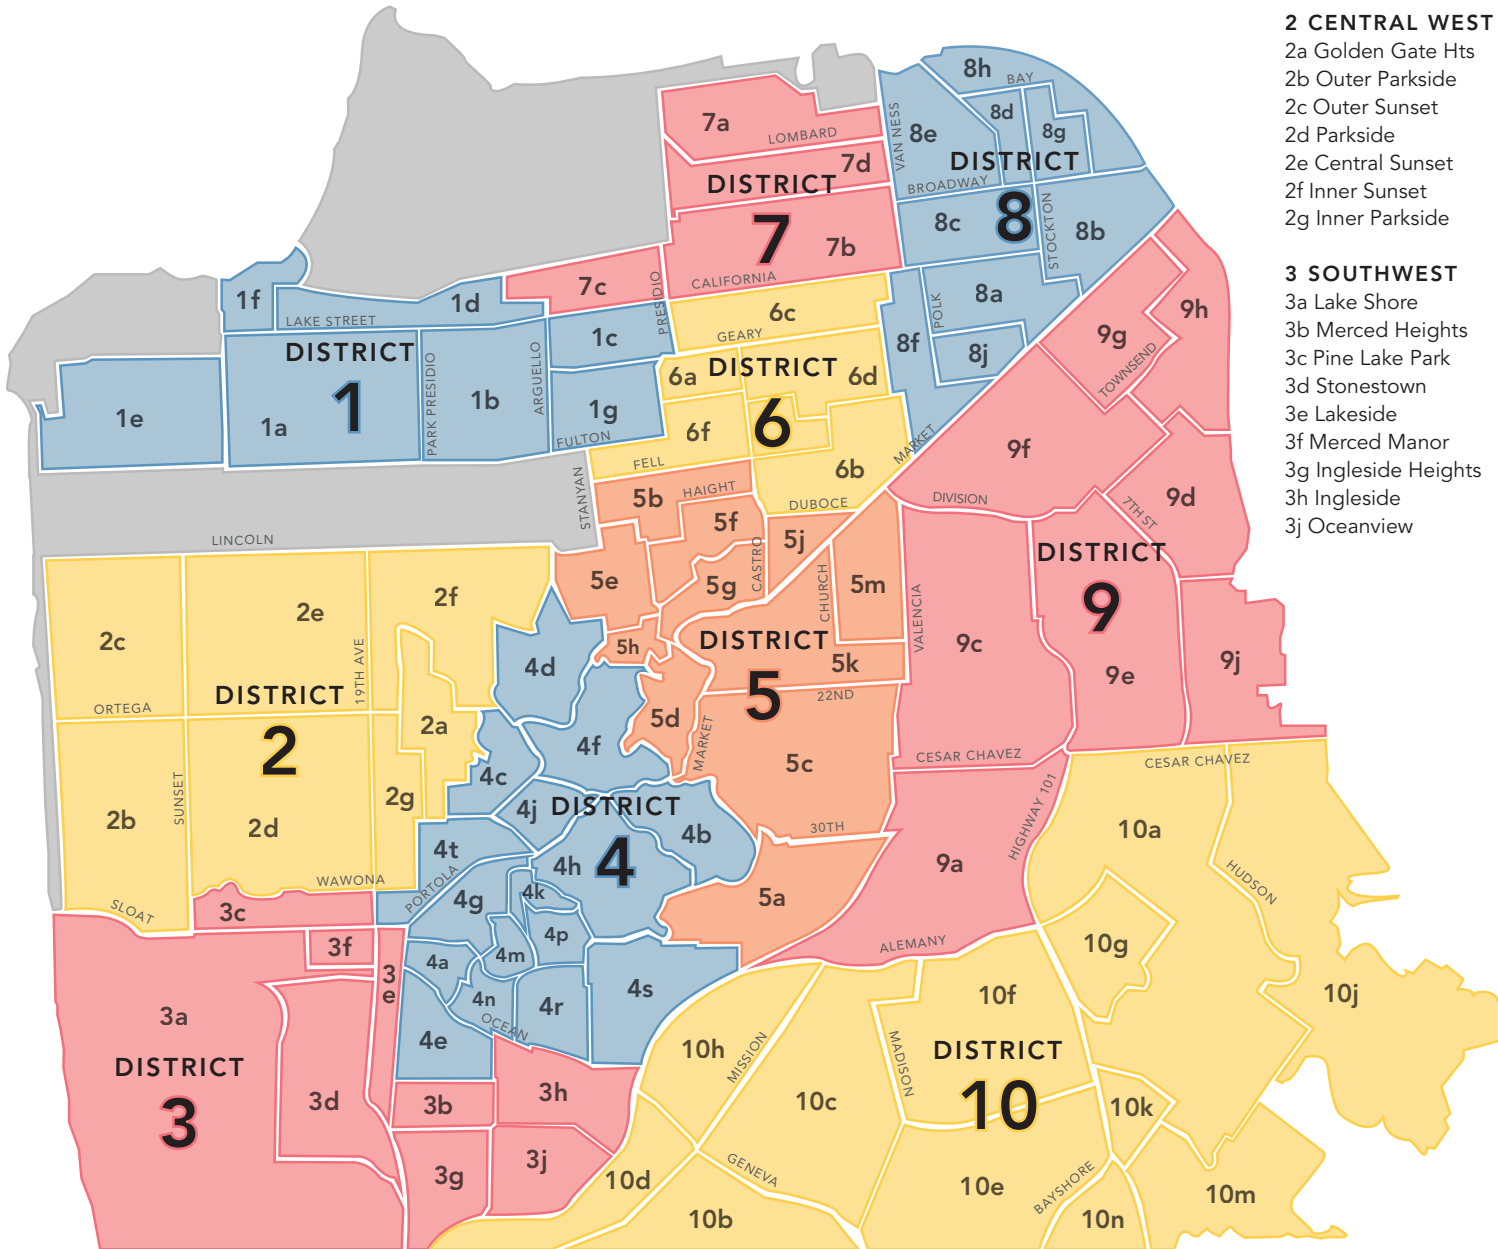 2 CENTRAL WEST
2a Golden Gate Hts
2b Outer Parkside
2c Outer Sunset
2d Parkside
2e Central Sunset
2f Inner Sunset
2g Inner Parkside
3 SOUTHWEST
3a Lake Shore
3b Merced Heights
3c Pine Lake Park
3d Stonestown
3e Lakeside
3f Merced Manor
3g Ingleside Heights
3h Ingleside
3j Oceanview
DISTRICT
1
1f
1d
LAKE STREET
1c
1e
1a
PARK PRESIDIO
1b
ARGUELLO
1g
FULTON
DISTRICT
7
7a
LOMBARD
7d
7b
7c
PRESIDIO
CALIFORNIA
DISTRICT
8
8h
BAY
8d
8g
VAN NESS
8e
BROADWAY
8c
STOCKTON
8b
8a
POLK
8f
8j
DISTRICT
6
6c
GEARY
6a
6d
6f
6b
FELL
DUBOCE
MARKET
DISTRICT
9
9h
9g
TOWNSEND
9f
DIVISION
9d
7TH ST
9c
VALENCIA
9e
9j
CESAR CHAVEZ
9a
HIGHWAY 101
ALEMANY
LINCOLN
STANYAN
DISTRICT
5
5b
HAIGHT
5f
5j
5e
5g
CASTRO
CHURCH
5m
5h
5k
22ND
5d
MARKET
5c
30TH
5a
DISTRICT
2
2c
2e
2f
19TH AVE
ORTEGA
2a
2b
SUNSET
2d
2g
WAWONA
SLOAT
DISTRICT
4
4d
4f
4c
4j
4b
4t
4h
PORTOLA
4g
4k
4p
4m
4a
4n
4r
4s
OCEAN
4e
DISTRICT
3
3c
3f
3
e
3a
3d
3b
3h
3g
3j
DISTRICT
10
CESAR CHAVEZ
10a
HUDSON
10g
10j
10f
10h
MISSION
MADISON
10c
10k
10d
GENEVA
10e
BAYSHORE
10m
10b
10n